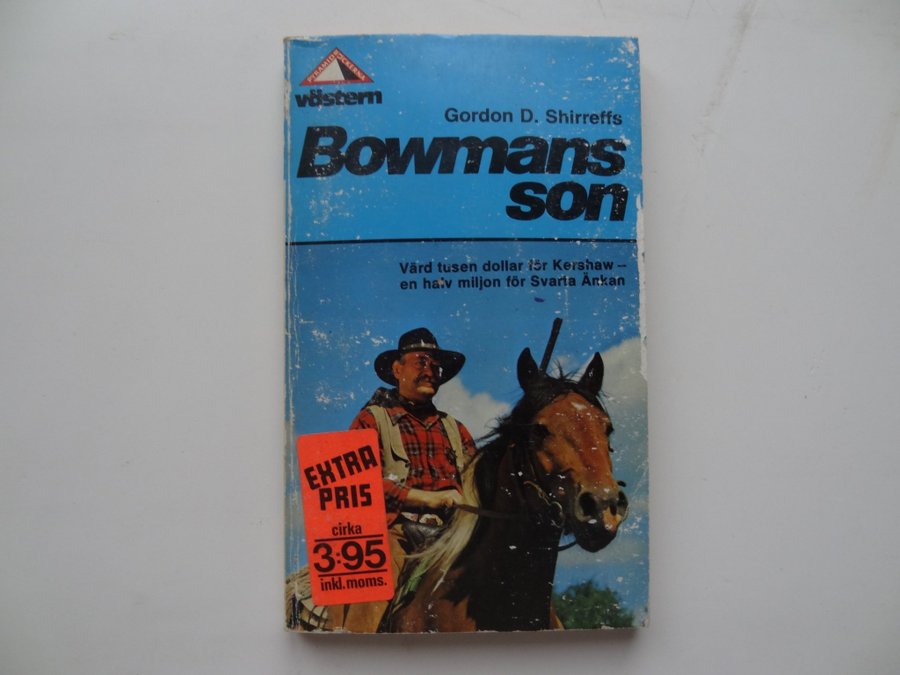 PYRAMIDBÖCKERNA
västern
Gordon D. Shirreffs
Bowmans
son
Värd tusen dollar för Kershaw –
en halv miljon för Svarta Änkan
EXTRA
PRIS
cirka
3:95
inkl. moms.